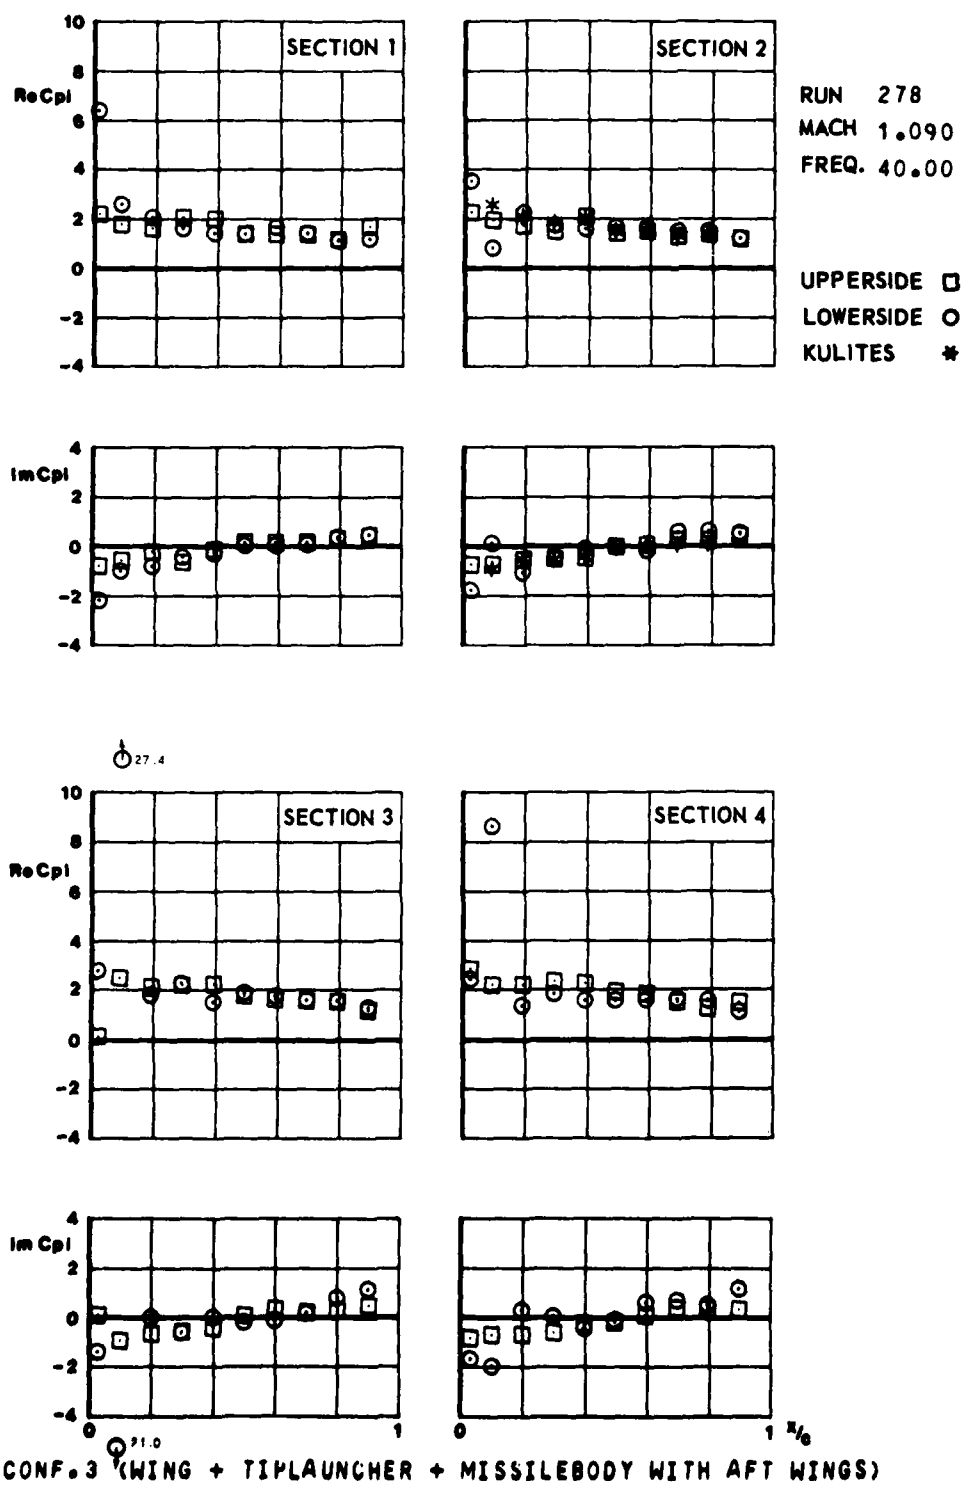 10
SECTION 1
SECTION 2
8
ReCpl
6
4
2
0
-2
-4
RUN 278
MACH 1.090
FREQ. 40.00
UPPERSIDE
LOWERSIDE
KULITES *
4
ImCpl
2
0
-2
-4
27.4
10
SECTION 3
SECTION 4
8
ReCpl
6
4
2
0
-2
-4
4
ImCpl
2
0
-2
-4
0 1 0 1 x/c
CONF.3 (WING + TIPLAUNCHER + MISSILEBODY WITH AFT WINGS)